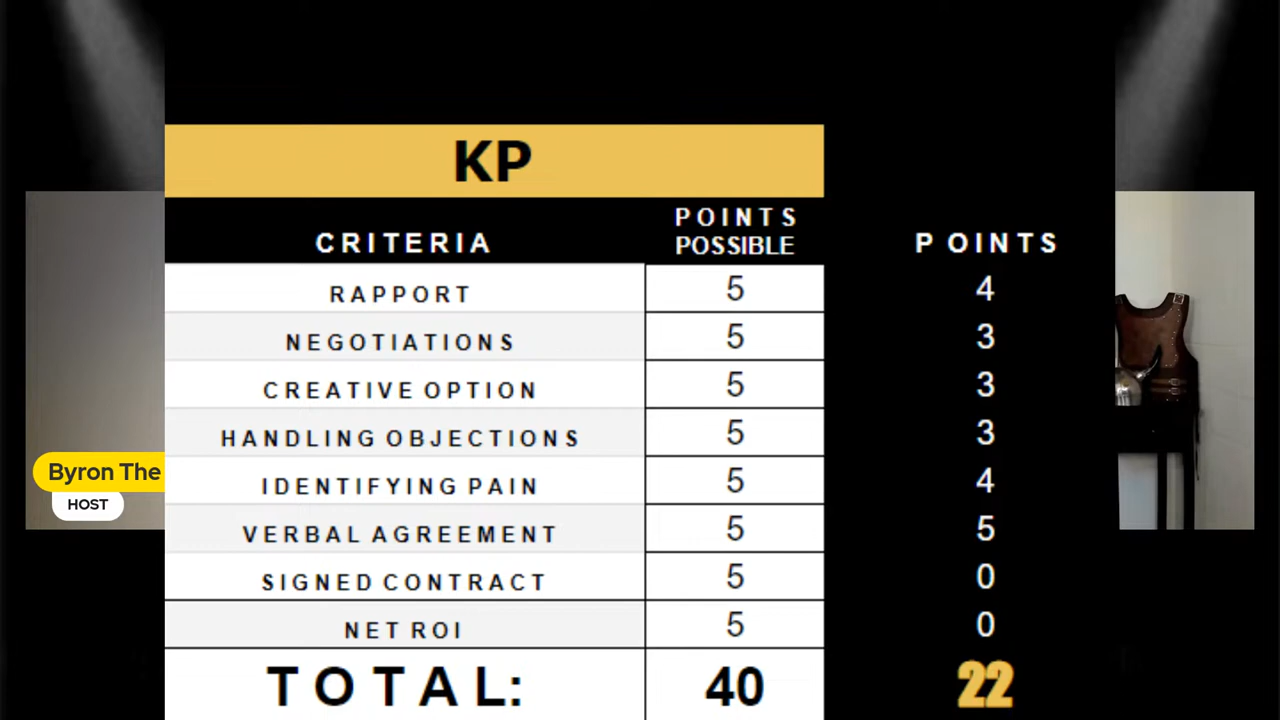 KP
CRITERIA
POINTS
POSSIBLE
POINTS
RAPPORT 5 4
NEGOTIATIONS 5 3
CREATIVE OPTION 5 3
HANDLING OBJECTIONS 5 3
IDENTIFYING PAIN 5 4
VERBAL AGREEMENT 5 5
SIGNED CONTRACT 5 0
NET ROI 5 0
TOTAL: 40 22
Byron The
HOST